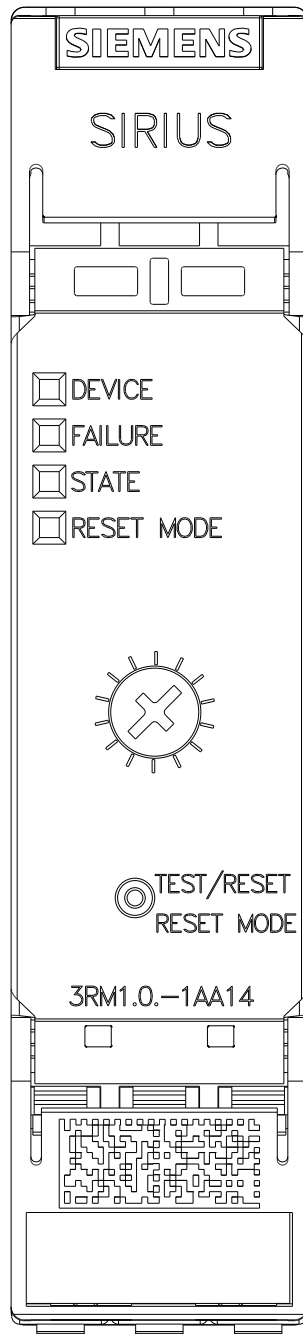 SIEMENS
SIRIUS
DEVICE
FAILURE
STATE
RESET MODE
TEST/RESET
RESET MODE
3RM1.0.-1AA14